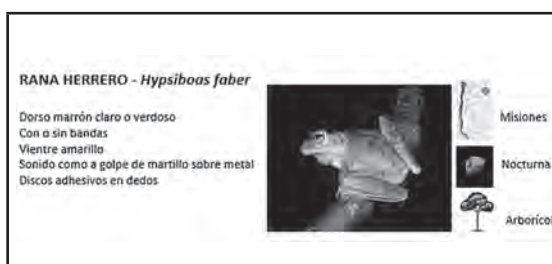 RANA HERRERO - Hypsiboas faber
Dorso marrón claro o verdoso
Con o sin bandas
Vientre amarillo
Sonido como a golpe de martillo sobre metal
Discos adhesivos en dedos
Misiones
Nocturna
Arboríco